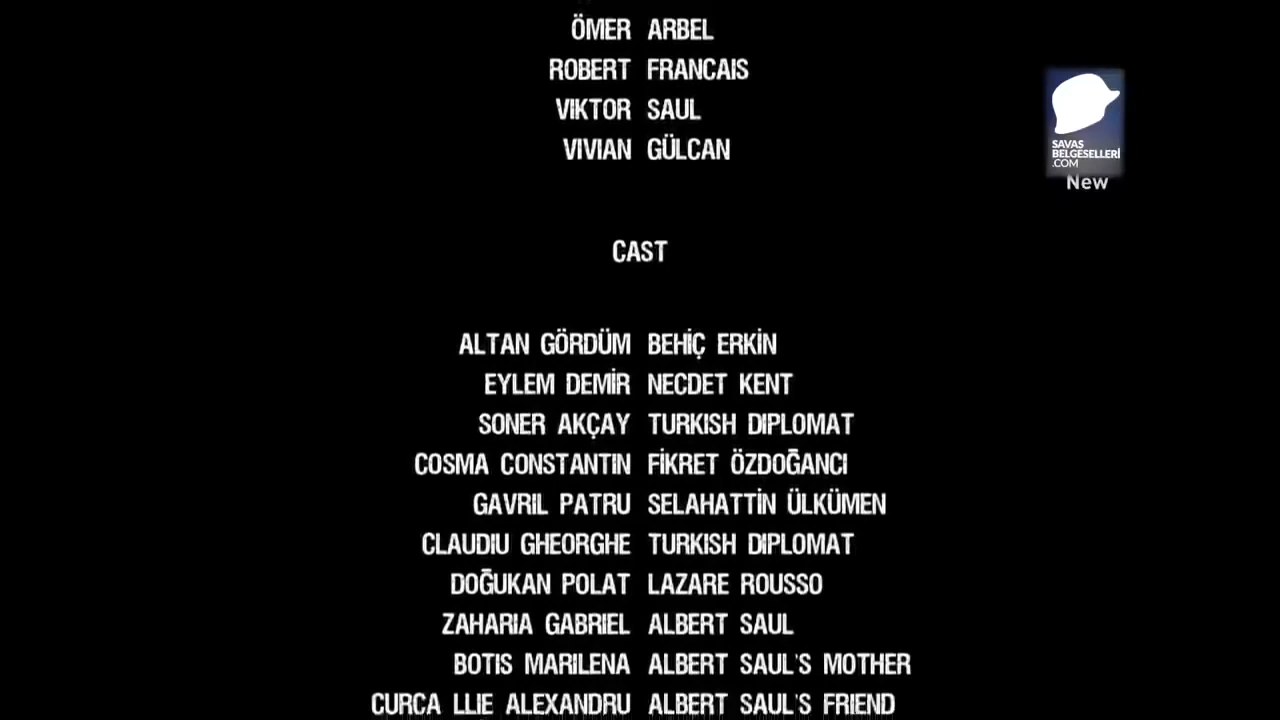 ÖMER ARBEL
ROBERT FRANCAIS
VIKTOR SAUL
VIVIAN GÜLCAN
SAVAS
BELGESELLERİ
.COM
New
CAST
ALTAN GÖRDÜM BEHİÇ ERKİN
EYLEM DEMİR NECDET KENT
SONER AKÇAY TURKISH DIPLOMAT
COSMA CONSTANTIN FİKRET ÖZDOĞANCI
GAVRIL PATRU SELAHATTİN ÜLKÜMEN
CLAUDIU GHEORGHE TURKISH DIPLOMAT
DOĞUKAN POLAT LAZARE ROUSSO
ZAHARIA GABRIEL ALBERT SAUL
BOTIS MARILENA ALBERT SAUL'S MOTHER
CURCA LLIE ALEXANDRU ALBERT SAUL'S FRIEND